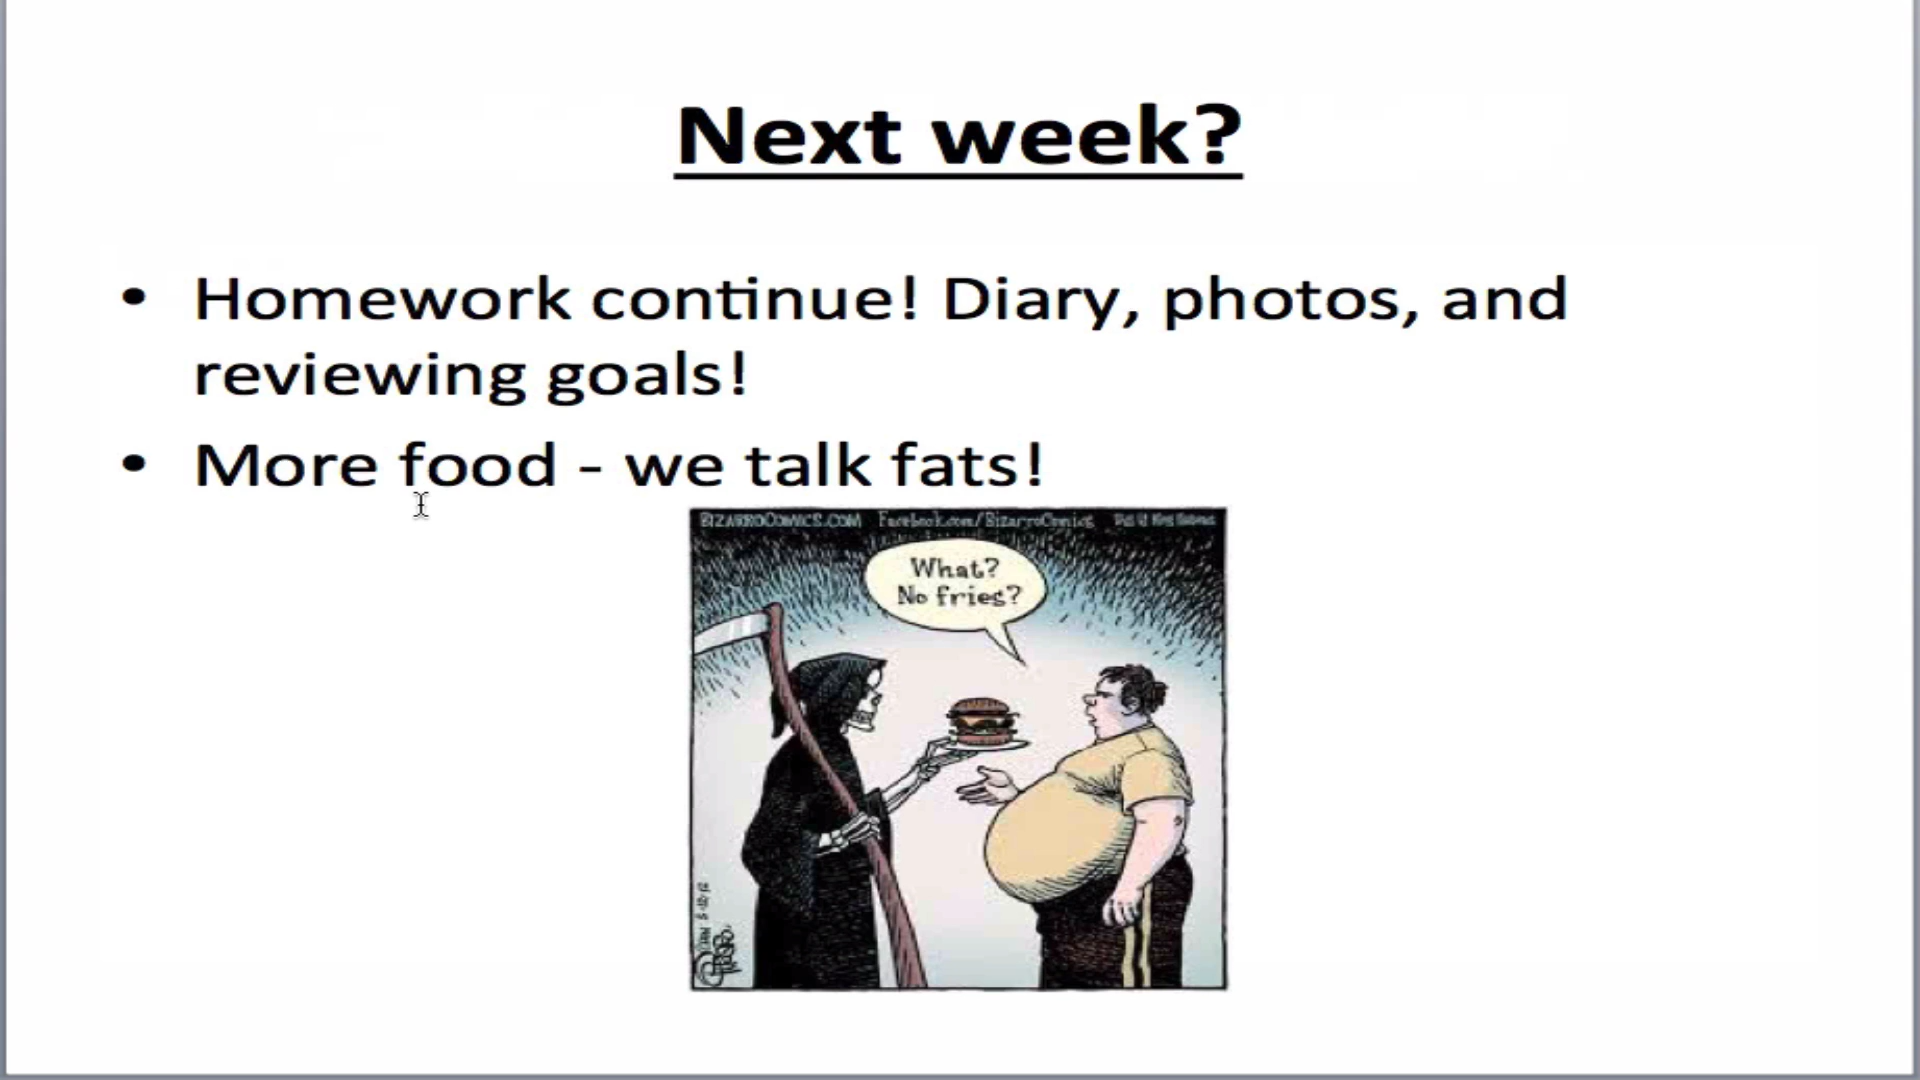 Next week?
• Homework continue! Diary, photos, and
reviewing goals!
• More food - we talk fats!
BIZARROCOMICS.COM Facebook.com/BizarroComics
What?
No fries?